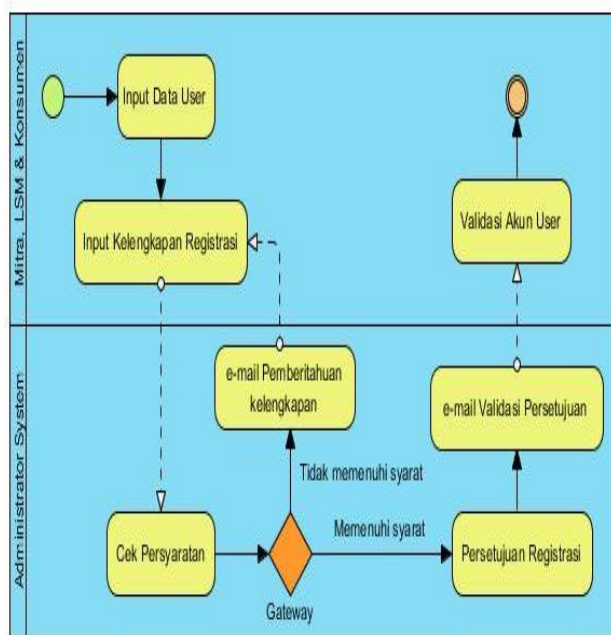 Mitra, LSM & Konsumen
Input Data User
Input Kelengkapan Registrasi
Validasi Akun User
Administrator System
e-mail Pemberitahuan
kelengkapan
e-mail Validasi Persetujuan
Tidak memenuhi syarat
Cek Persyaratan
Memenuhi syarat
Persetujuan Registrasi
Gateway